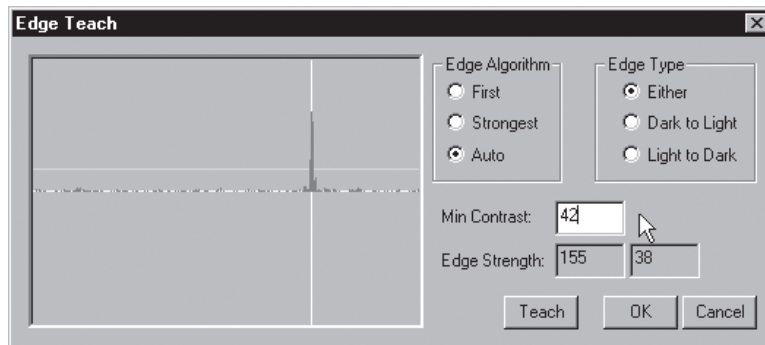 Edge Teach
Edge Algorithm
First
Strongest
Auto
Edge Type
Either
Dark to Light
Light to Dark
Min Contrast: 42
Edge Strength: 155 38
Teach OK Cancel